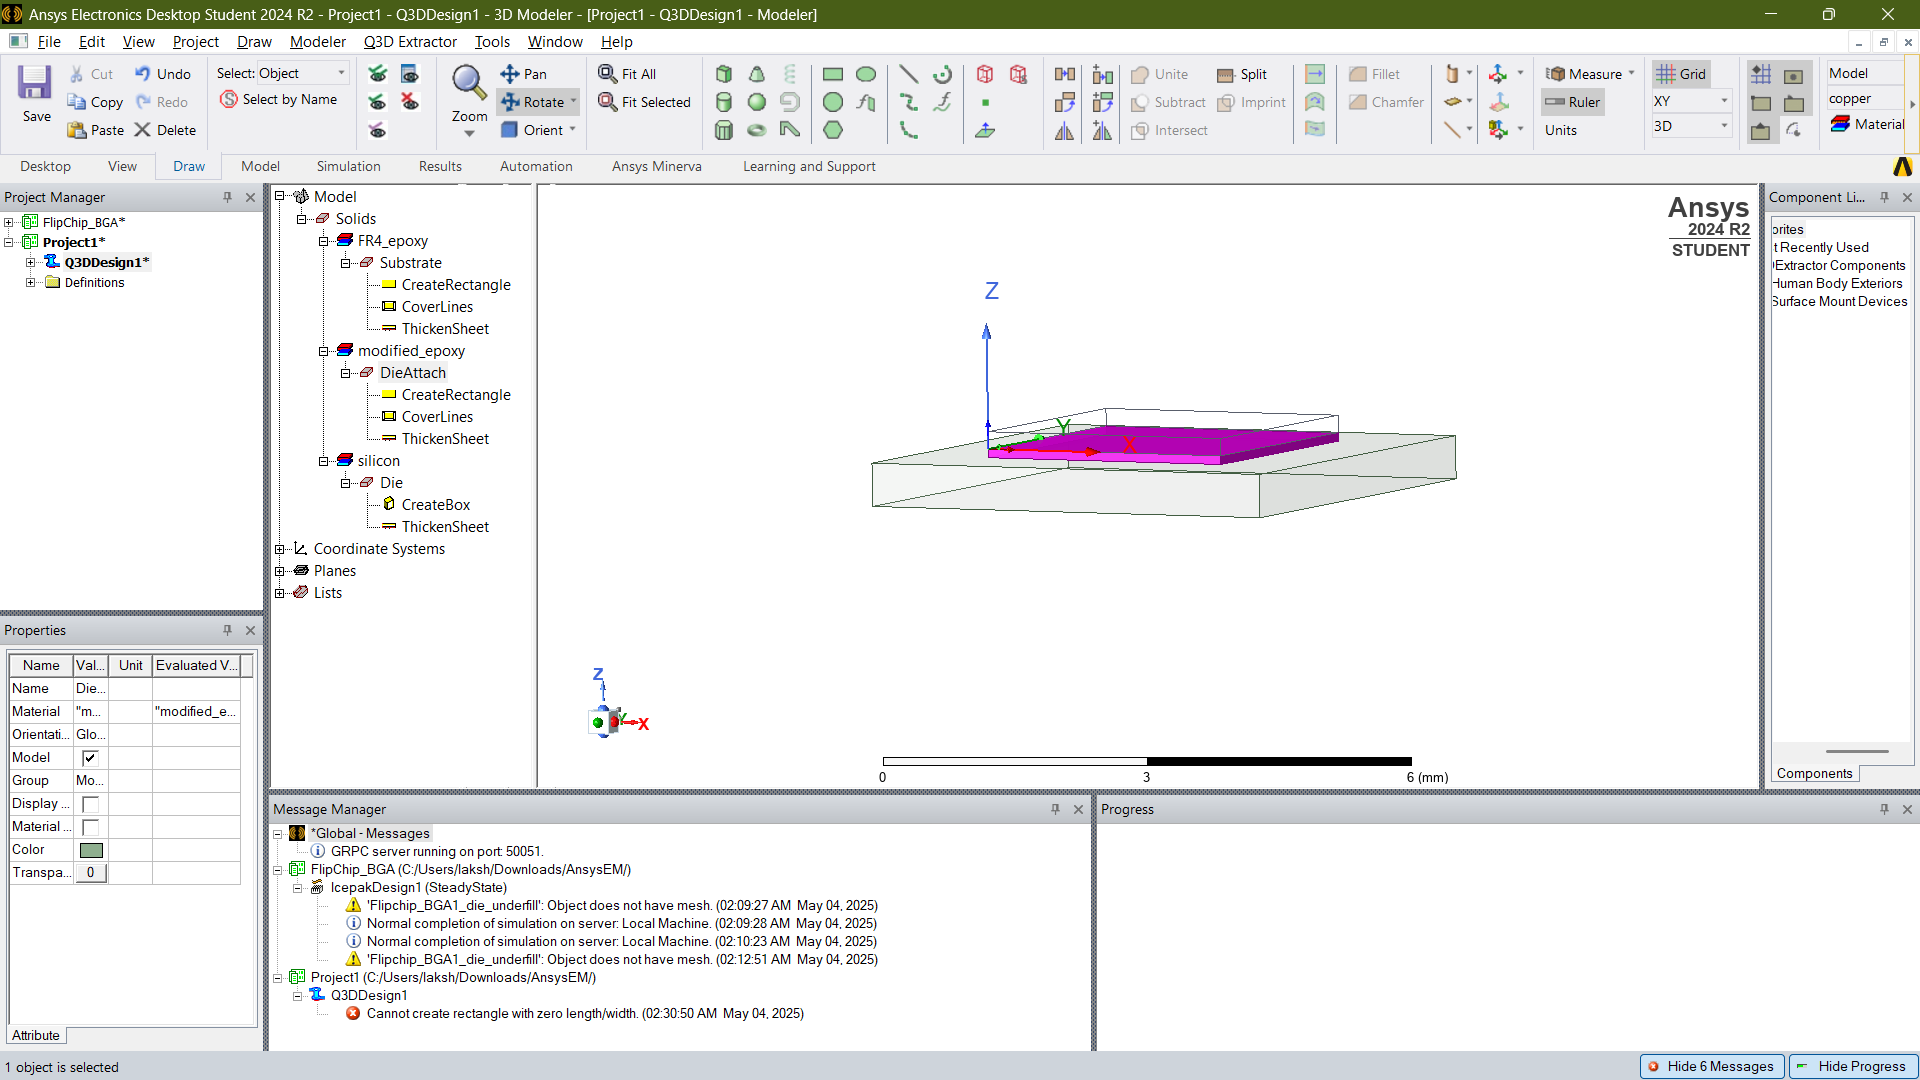 Ansys Electronics Desktop Student 2024 R2 - Project1 - Q3DDesign1 - 3D Modeler - [Project1 - Q3DDesign1 - Modeler]
File Edit View Project Draw Modeler Q3D Extractor Tools Window Help
Save
Cut
Copy
Paste
Undo
Redo
Delete
Select: Object
Select by Name
Zoom
Pan
Rotate
Orient
Fit All
Fit Selected
Unite
Subtract
Intersect
Split
Imprint
Fillet
Chamfer
Measure
Ruler
Units
Grid
XY
3D
Model
copper
Material
Desktop View Draw Model Simulation Results Automation Ansys Minerva Learning and Support
Project Manager
FlipChip_BGA*
Project1*
Q3DDesign1*
Definitions
Model
Solids
FR4_epoxy
Substrate
CreateRectangle
CoverLines
ThickenSheet
modified_epoxy
DieAttach
CreateRectangle
CoverLines
ThickenSheet
silicon
Die
CreateBox
ThickenSheet
Coordinate Systems
Planes
Lists
Ansys
2024 R2
STUDENT
Z
Y
X
Z
Y
X
0 3 6 (mm)
Component Li...
orites
t Recently Used
Extractor Components
Human Body Exteriors
Surface Mount Devices
Components
Properties
Name Val... Unit Evaluated V...
Name Die...
Material "m... "modified_e...
Orientati... Glo...
Model
Group Mo...
Display ...
Material ...
Color
Transpa... 0
Attribute
Message Manager
*Global - Messages
GRPC server running on port: 50051.
FlipChip_BGA (C:/Users/laksh/Downloads/AnsysEM/)
IcepakDesign1 (SteadyState)
'Flipchip_BGA1_die_underfill': Object does not have mesh. (02:09:27 AM May 04, 2025)
Normal completion of simulation on server: Local Machine. (02:09:28 AM May 04, 2025)
Normal completion of simulation on server: Local Machine. (02:10:23 AM May 04, 2025)
'Flipchip_BGA1_die_underfill': Object does not have mesh. (02:12:51 AM May 04, 2025)
Project1 (C:/Users/laksh/Downloads/AnsysEM/)
Q3DDesign1
Cannot create rectangle with zero length/width. (02:30:50 AM May 04, 2025)
Progress
1 object is selected
Hide 6 Messages
Hide Progress